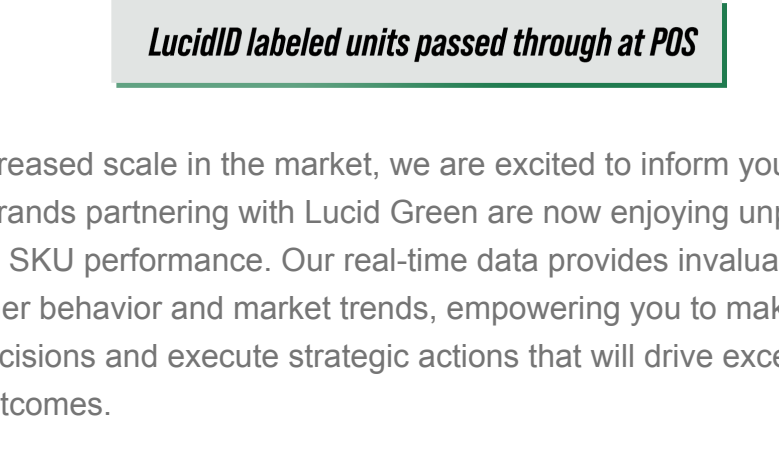 LucidID labeled units passed through at POS
reased scale in the market, we are excited to inform you
rands partnering with Lucid Green are now enjoying unp
SKU performance. Our real-time data provides invalua
er behavior and market trends, empowering you to mak
cisions and execute strategic actions that will drive exce
tcomes.